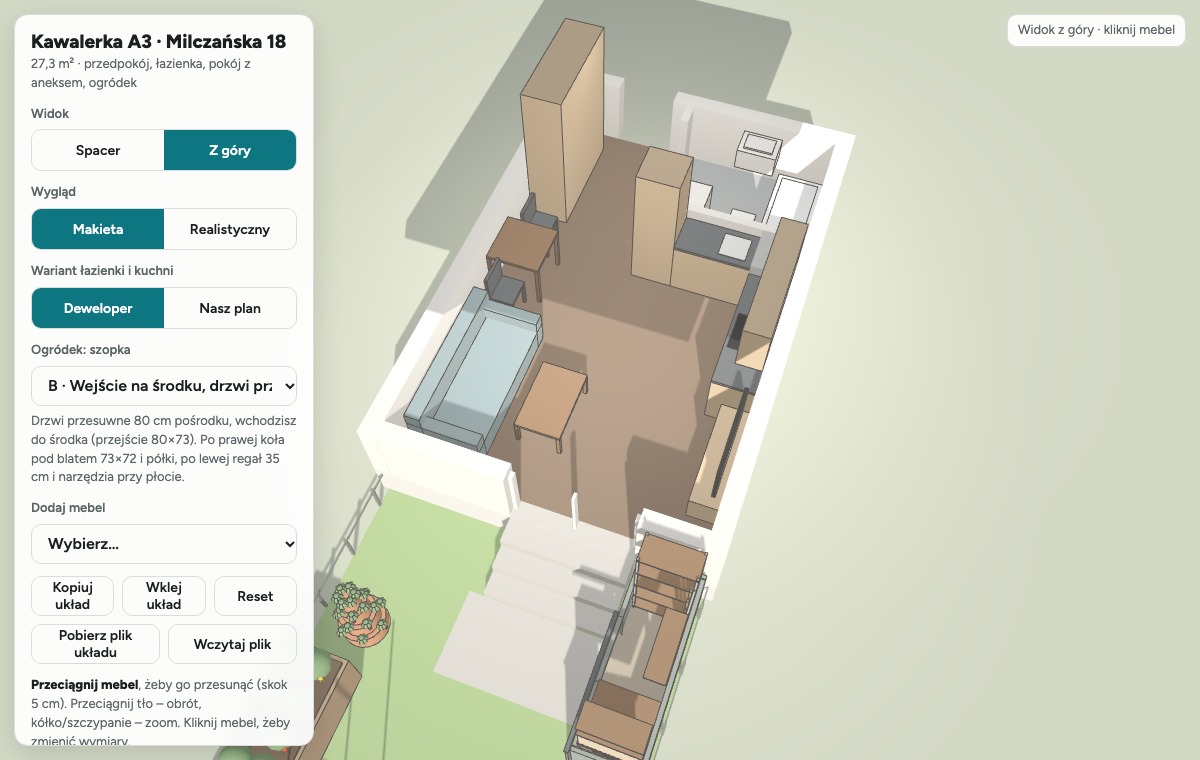 Kawalerka A3 · Milczańska 18
27,3 m² · przedpokój, łazienka, pokój z
aneksem, ogródek
Widok
Spacer
Z góry
Wygląd
Makieta
Realistyczny
Wariant łazienki i kuchni
Deweloper
Nasz plan
Ogródek: szopka
B · Wejście na środku, drzwi prz
Drzwi przesuwne 80 cm pośrodku, wchodzisz
do środka (przejście 80×73). Po prawej koła
pod blatem 73×72 i półki, po lewej regał 35
cm i narzędzia przy płocie.
Dodaj mebel
Wybierz...
Kopiuj
układ
Wklej
układ
Reset
Pobierz plik
układu
Wczytaj plik
Przeciągnij mebel, żeby go przesunąć (skok
5 cm). Przeciągnij tło – obrót,
kółko/szczypanie – zoom. Kliknij mebel, żeby
zmienić wymiary.
Widok z góry · kliknij mebel